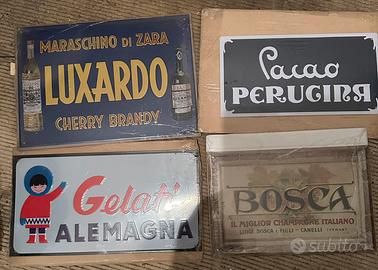 MARASCHINO DI ZARA
LUXARDO
CHERRY BRANDY
Cacao
PERUGINA
Gelati
ALEMAGNA
BOSCA
IL MIGLIOR CHAMPAGNE ITALIANO
LUIGI BOSCA & FIGLI - CANELLI
subito